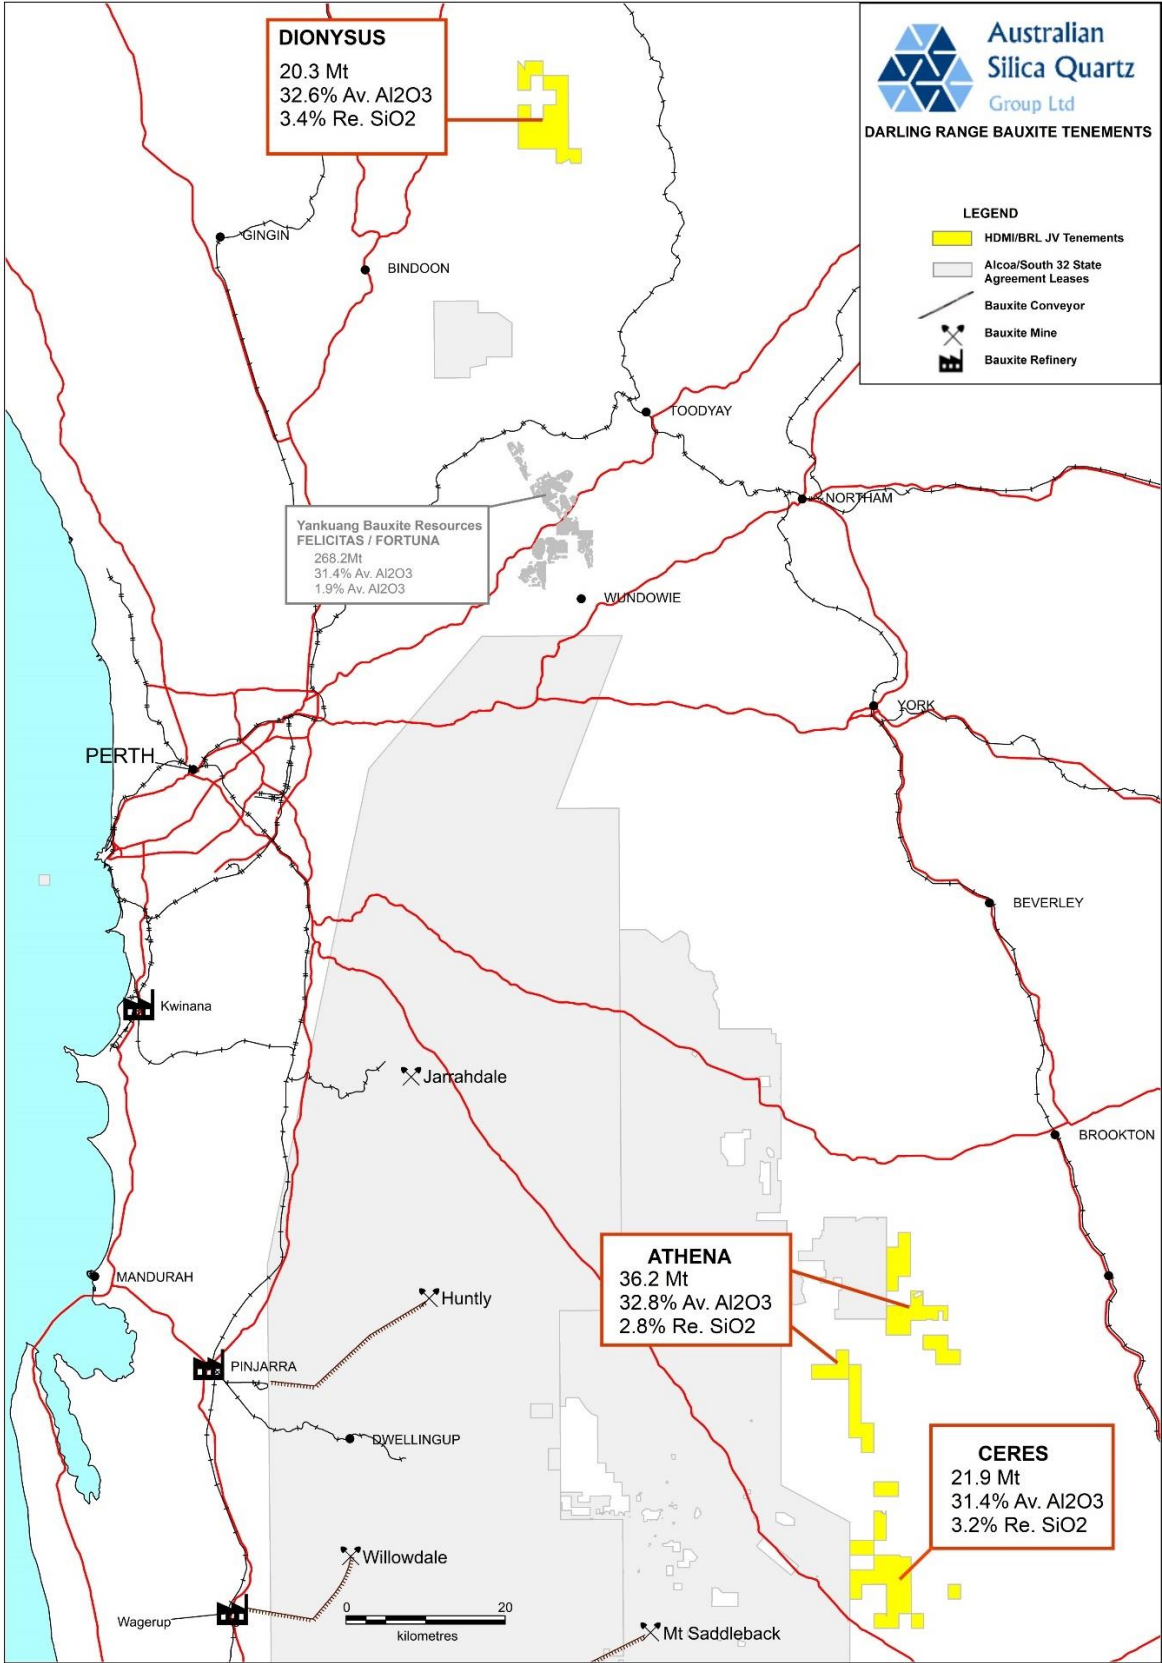 DIONYSUS
20.3 Mt
32.6% Av. Al2O3
3.4% Re. SiO2
Australian
Silica Quartz
Group Ltd
DARLING RANGE BAUXITE TENEMENTS
LEGEND
HDMI/BRL JV Tenements
Alcoa/South 32 State
Agreement Leases
Bauxite Conveyor
Bauxite Mine
Bauxite Refinery
GINGIN
BINDOON
TOODYAY
NORTHAM
Yankuang Bauxite Resources
FELICITAS / FORTUNA
268.2Mt
31.4% Av. Al2O3
1.9% Av. Al2O3
WUNDOWIE
YORK
PERTH
BEVERLEY
Kwinana
Jarrahdale
BROOKTON
ATHENA
36.2 Mt
32.8% Av. Al2O3
2.8% Re. SiO2
MANDURAH
Huntly
PINJARRA
DWELLINGUP
CERES
21.9 Mt
31.4% Av. Al2O3
3.2% Re. SiO2
Willowdale
Wagerup
0 20
kilometres
Mt Saddleback